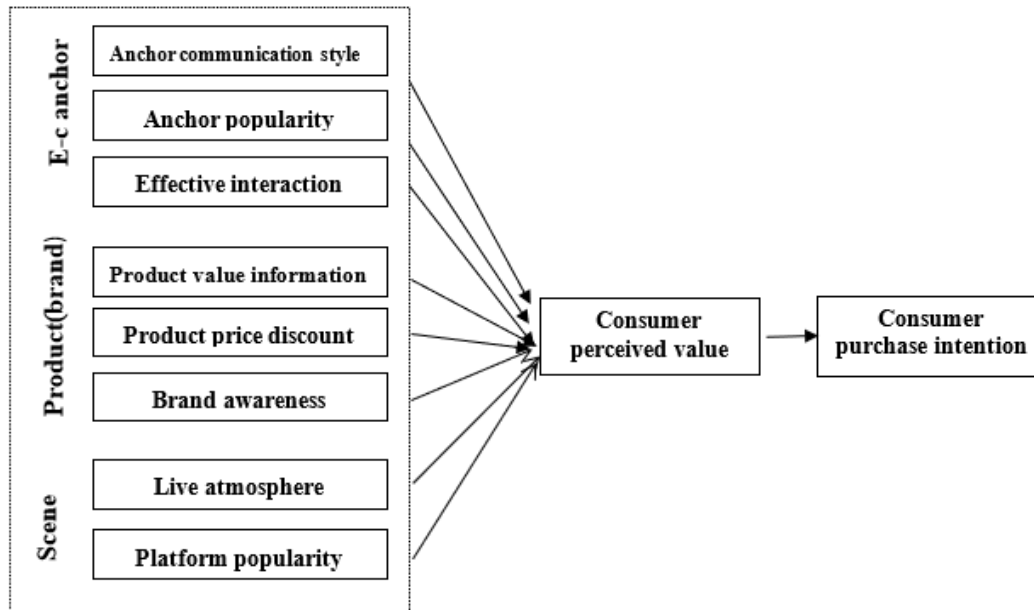 E-c anchor
Anchor communication style
Anchor popularity
Effective interaction
Product(brand)
Product value information
Product price discount
Brand awareness
Scene
Live atmosphere
Platform popularity
Consumer
perceived value
Consumer
purchase intention